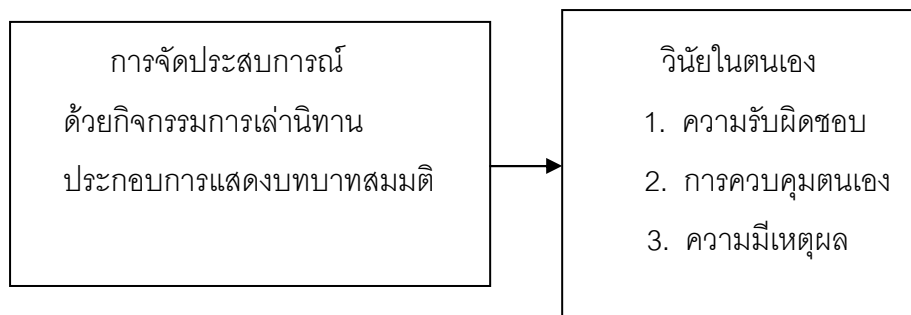 การจัดประสบการณ์
ด้วยกิจกรรมการเล่านิทาน
ประกอบการแสดงบทบาทสมมติ
วินัยในตนเอง
1. ความรับผิดชอบ
2. การควบคุมตนเอง
3. ความมีเหตุผล